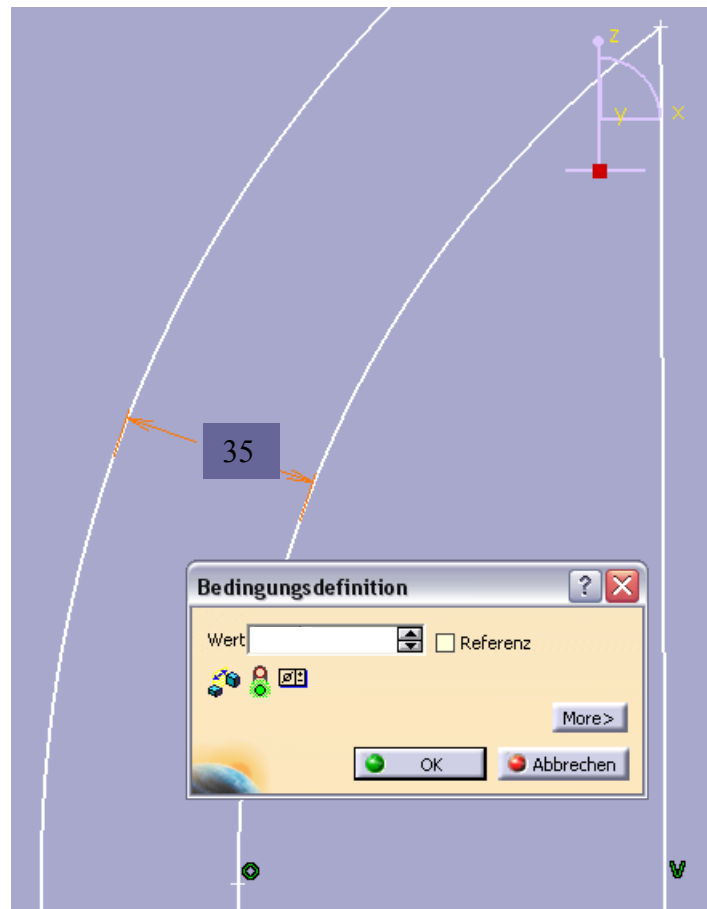 z
y x
35
Bedingungsdefinition ?
Wert Referenz
More>
OK Abbrechen
V